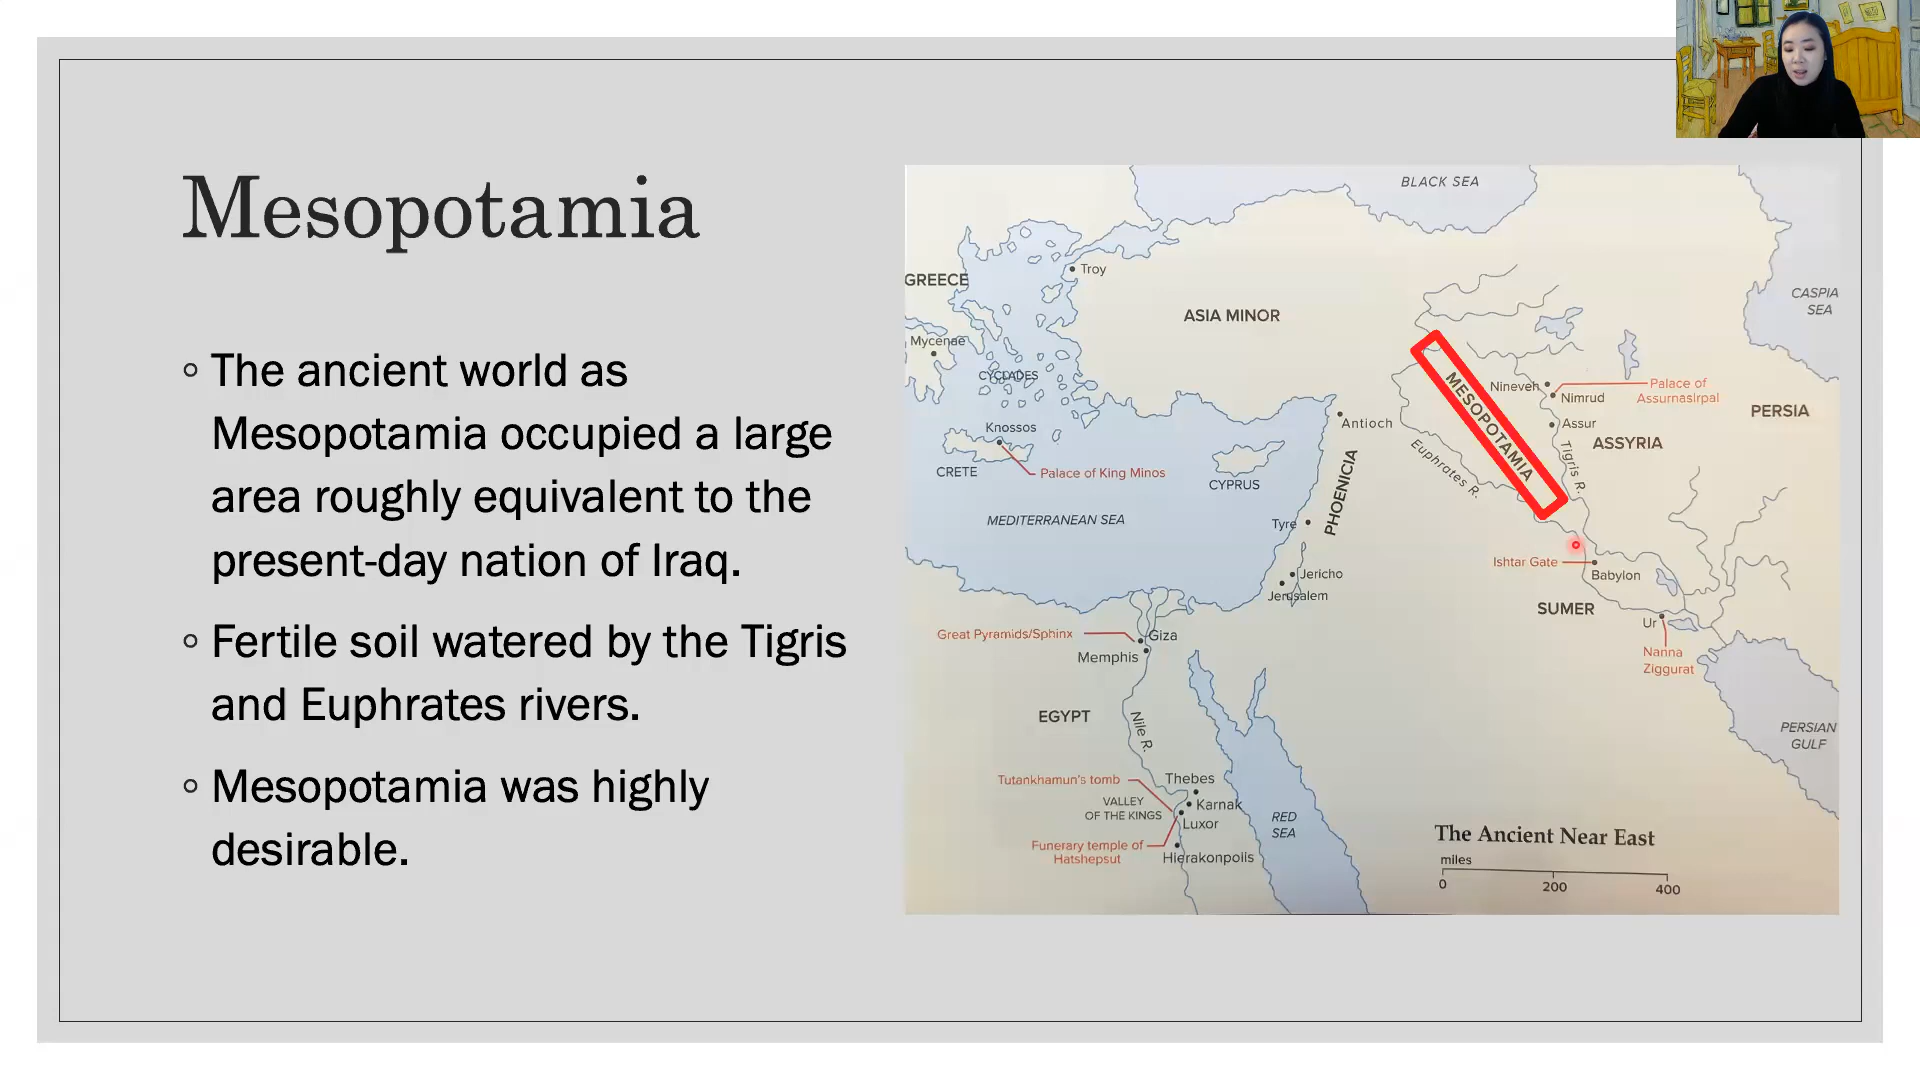 Mesopotamia
◦ The ancient world as
Mesopotamia occupied a large
area roughly equivalent to the
present-day nation of Iraq.
◦ Fertile soil watered by the Tigris
and Euphrates rivers.
◦ Mesopotamia was highly
desirable.
BLACK SEA
GREECE
Troy
ASIA MINOR
CASPIA
SEA
Mycenae
CYCLADES
MESOPOTAMIA
Nineveh
Nimrud
Palace of
Assurnasirpal
PERSIA
Assur
ASSYRIA
Tigris R.
Euphrates R.
Antioch
Knossos
CRETE
Palace of King Minos
CYPRUS
PHOENICIA
MEDITERRANEAN SEA
Tyre
Ishtar Gate
Babylon
Jericho
Jerusalem
SUMER
Ur
Nanna
Ziggurat
Great Pyramids/Sphinx
Giza
Memphis
EGYPT
Nile R.
PERSIAN
GULF
Tutankhamun's tomb
Thebes
VALLEY
OF THE KINGS
Karnak
Luxor
RED
SEA
Funerary temple of
Hatshepsut
Hierakonpolis
The Ancient Near East
miles
0 200 400